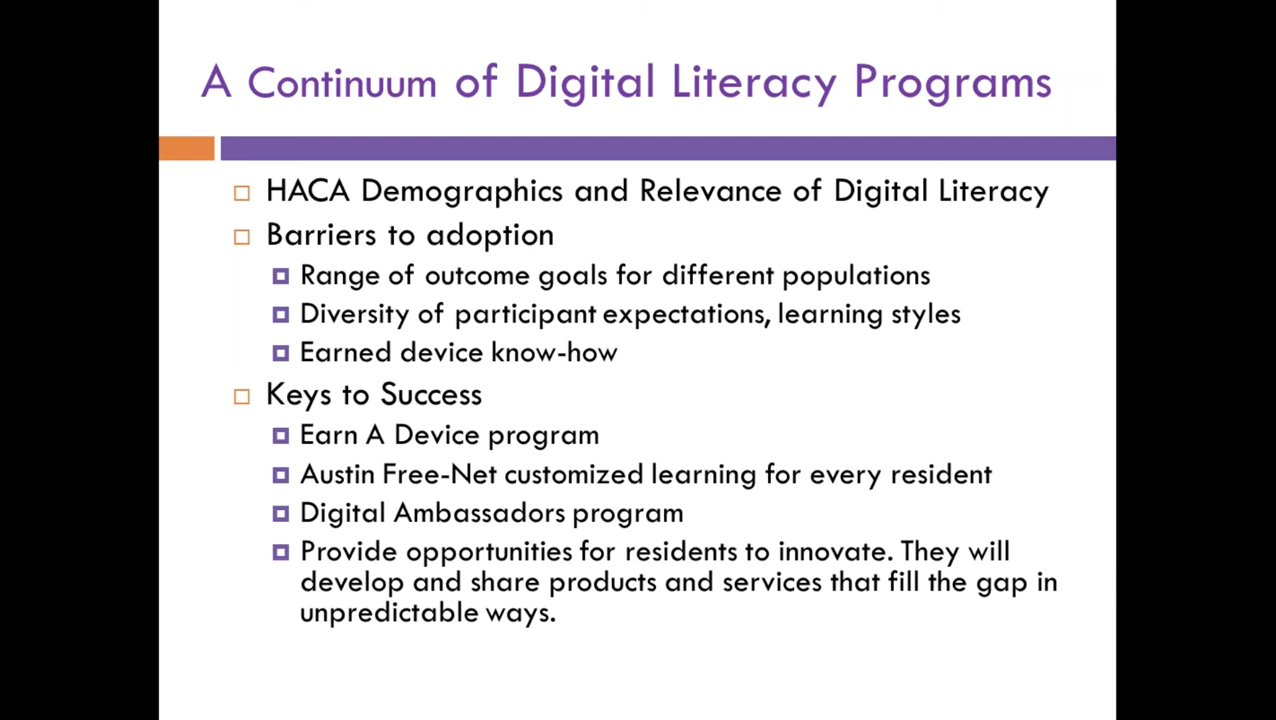 A Continuum of Digital Literacy Programs
HACA Demographics and Relevance of Digital Literacy
Barriers to adoption
Range of outcome goals for different populations
Diversity of participant expectations, learning styles
Earned device know-how
Keys to Success
Earn A Device program
Austin Free-Net customized learning for every resident
Digital Ambassadors program
Provide opportunities for residents to innovate. They will
develop and share products and services that fill the gap in
unpredictable ways.